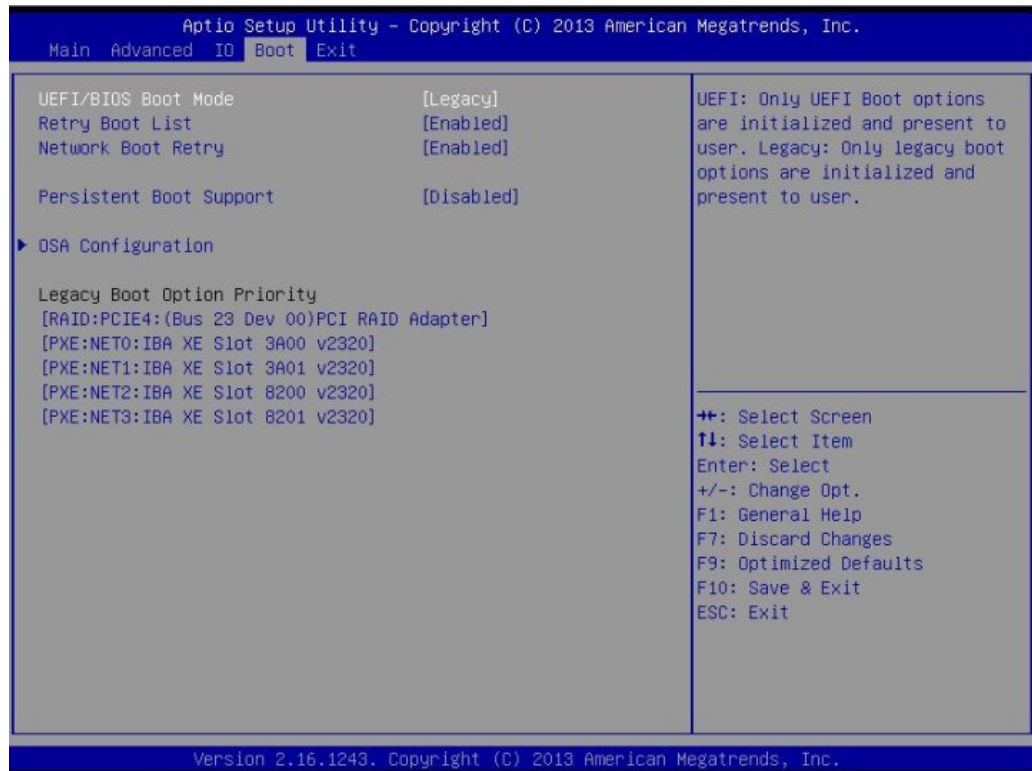 Aptio Setup Utility – Copyright (C) 2013 American Megatrends, Inc.
Main Advanced IO Boot Exit
UEFI/BIOS Boot Mode [Legacy]
Retry Boot List [Enabled]
Network Boot Retry [Enabled]
Persistent Boot Support [Disabled]
OSA Configuration
Legacy Boot Option Priority
[RAID:PCIE4:(Bus 23 Dev 00)PCI RAID Adapter]
[PXE:NET0:IBA XE Slot 3A00 v2320]
[PXE:NET1:IBA XE Slot 3A01 v2320]
[PXE:NET2:IBA XE Slot 8200 v2320]
[PXE:NET3:IBA XE Slot 8201 v2320]
UEFI: Only UEFI Boot options
are initialized and present to
user. Legacy: Only legacy boot
options are initialized and
present to user.
→←: Select Screen
↑↓: Select Item
Enter: Select
+/-: Change Opt.
F1: General Help
F7: Discard Changes
F9: Optimized Defaults
F10: Save & Exit
ESC: Exit
Version 2.16.1243. Copyright (C) 2013 American Megatrends, Inc.